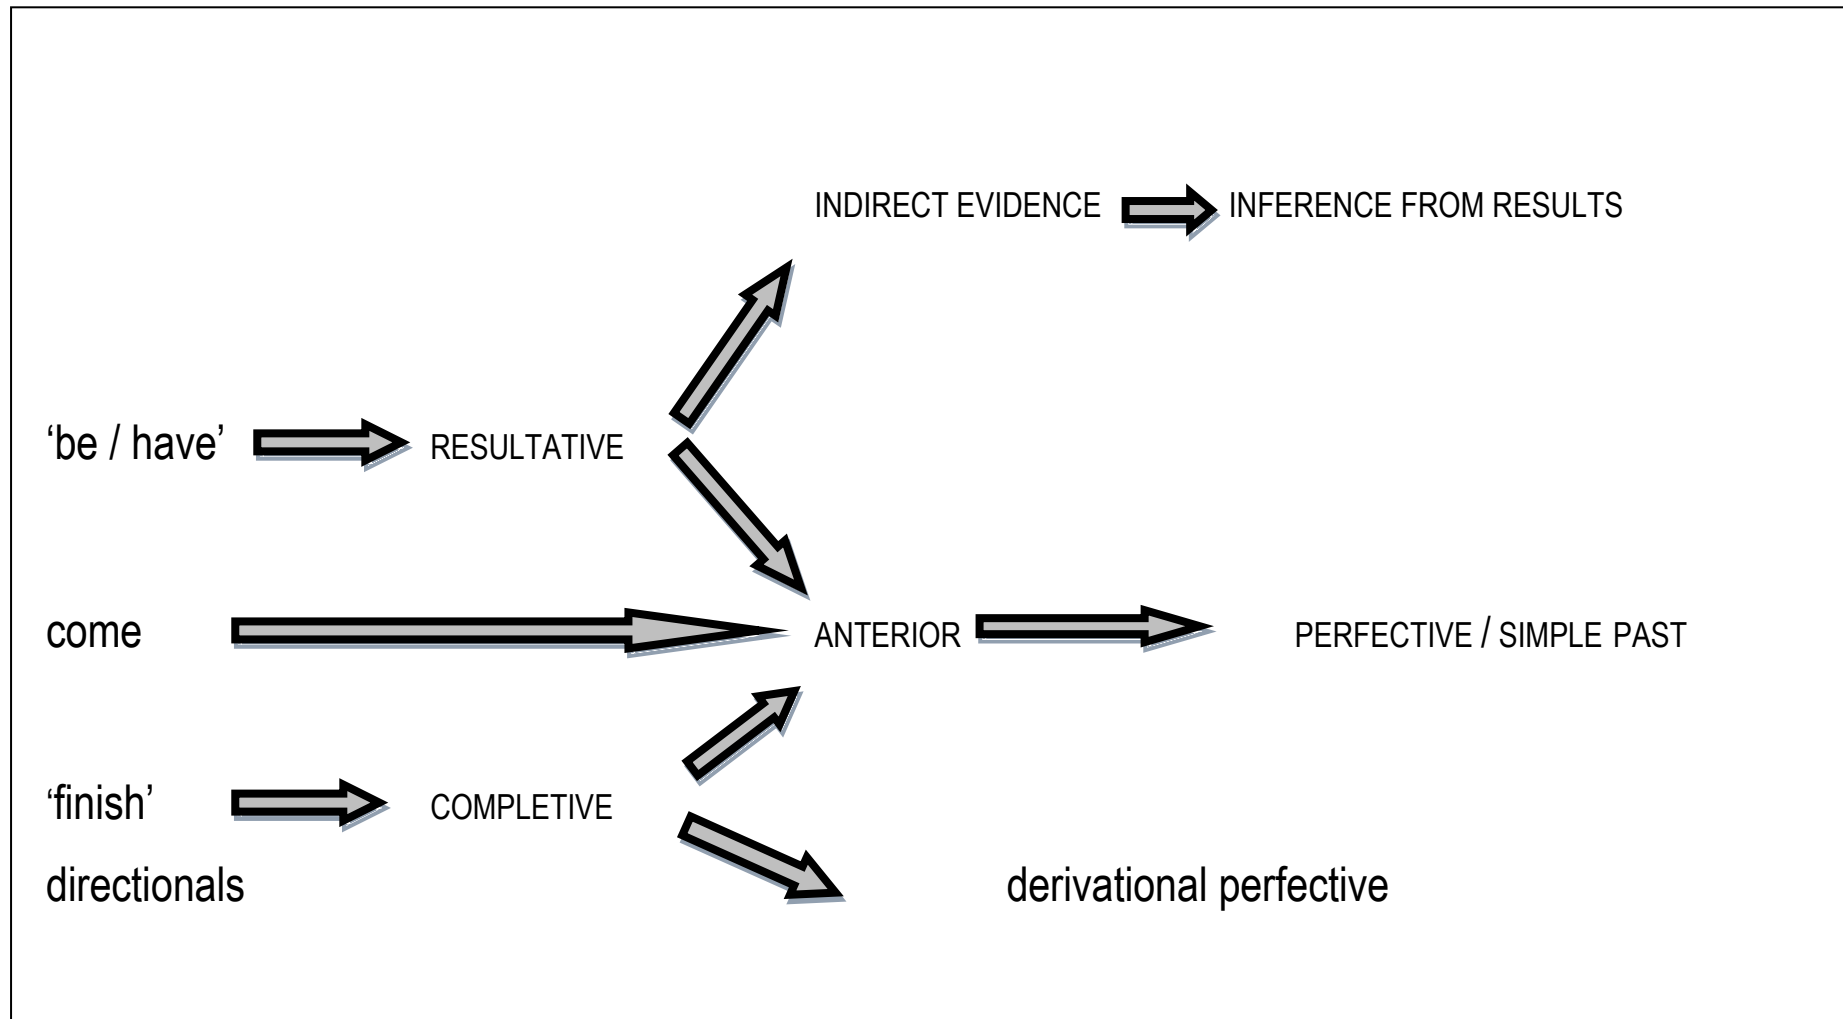 INDIRECT EVIDENCE INFERENCE FROM RESULTS
‘be / have’ RESULTATIVE
come ANTERIOR PERFECTIVE / SIMPLE PAST
‘finish’ COMPLETIVE
directionals derivational perfective